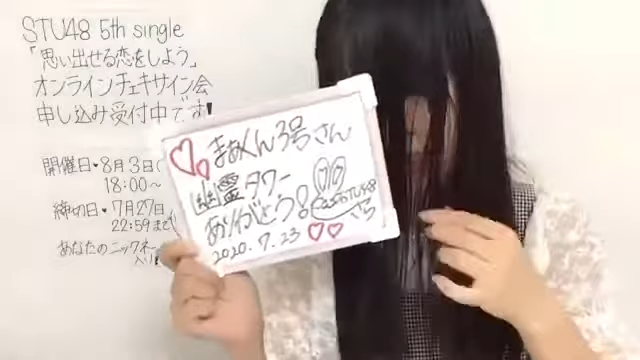 STU48 5th single
「思い出せる恋をしよう」
オンラインチェキサイン会
申し込み受付中です!
開催日・8月3日(
18:00〜
締切日・7月27日(
22:59まで
あなたのニックネー
入り
まぁくん3号さん
幽霊タワー
ありがとう!
STU48
2020.7.23